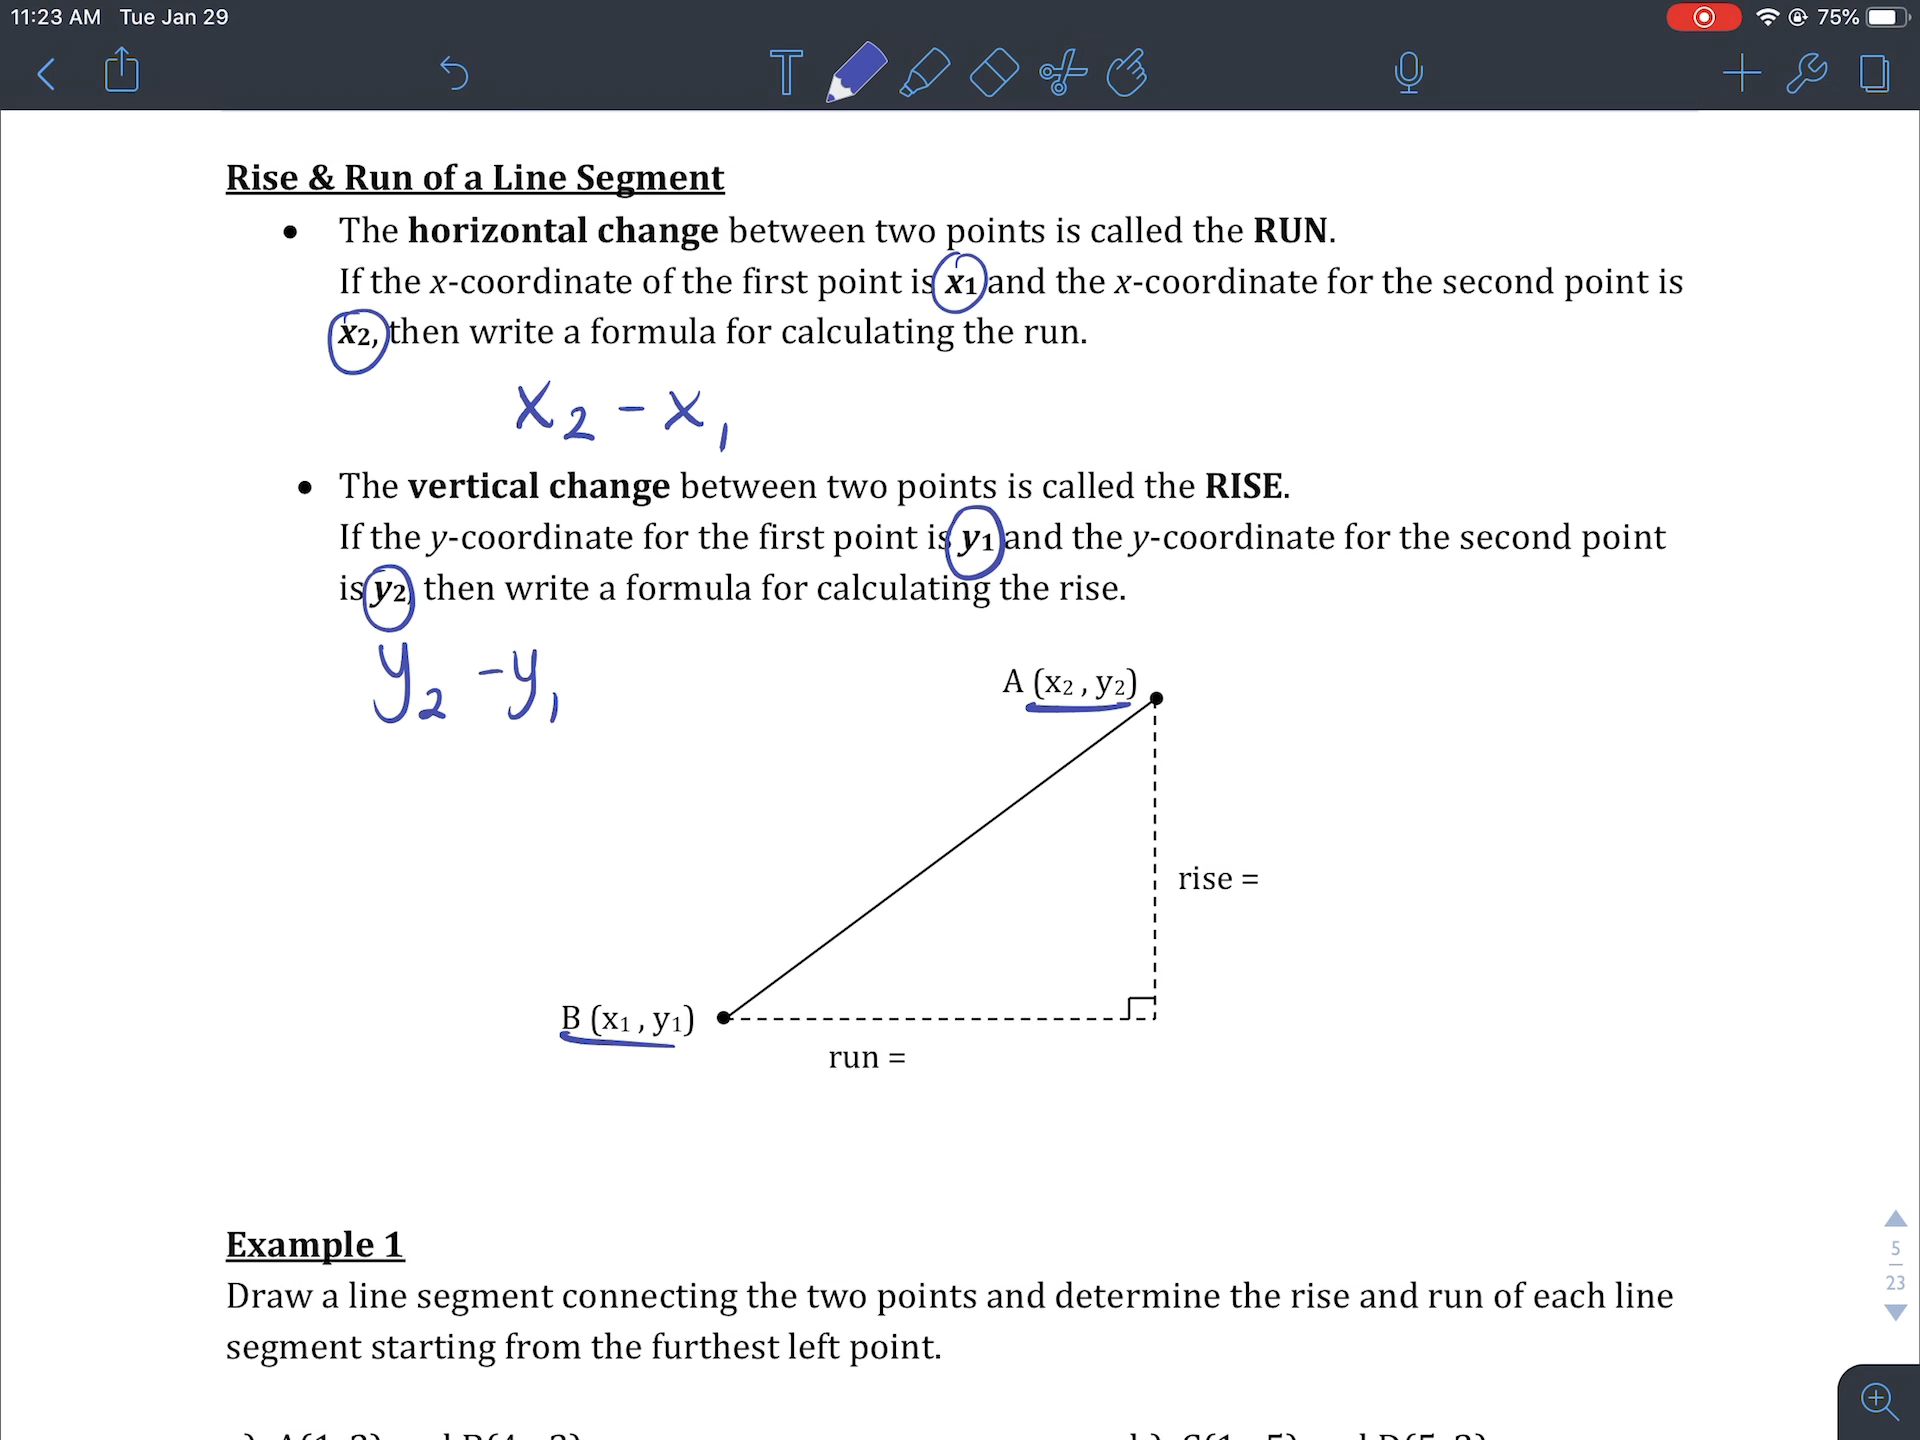 11:23 AM Tue Jan 29
75%
T
Rise & Run of a Line Segment
• The horizontal change between two points is called the RUN.
If the x-coordinate of the first point is x₁ and the x-coordinate for the second point is
x₂, then write a formula for calculating the run.
x₂ - x₁
• The vertical change between two points is called the RISE.
If the y-coordinate for the first point is y₁ and the y-coordinate for the second point
is y₂, then write a formula for calculating the rise.
y₂ - y₁
A (x₂ , y₂)
rise =
B (x₁ , y₁)
run =
5
23
Example 1
Draw a line segment connecting the two points and determine the rise and run of each line
segment starting from the furthest left point.